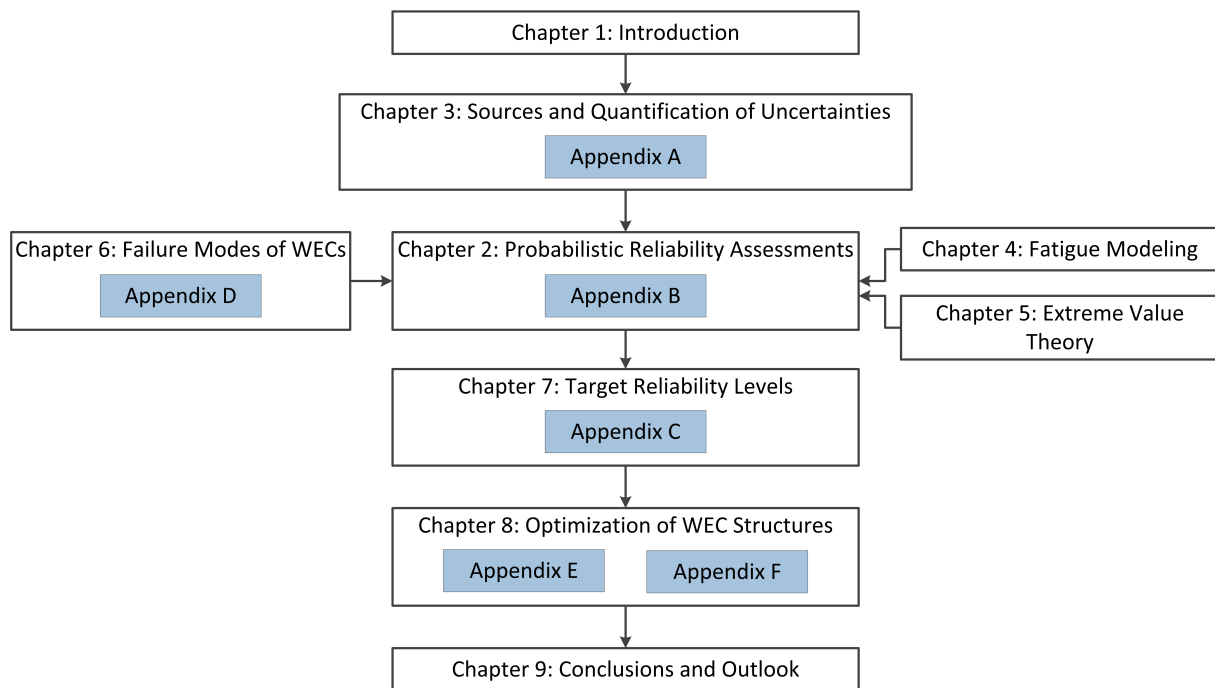 Chapter 1: Introduction
Chapter 3: Sources and Quantification of Uncertainties
Appendix A
Chapter 6: Failure Modes of WECs
Appendix D
Chapter 2: Probabilistic Reliability Assessments
Appendix B
Chapter 4: Fatigue Modeling
Chapter 5: Extreme Value
Theory
Chapter 7: Target Reliability Levels
Appendix C
Chapter 8: Optimization of WEC Structures
Appendix E
Appendix F
Chapter 9: Conclusions and Outlook